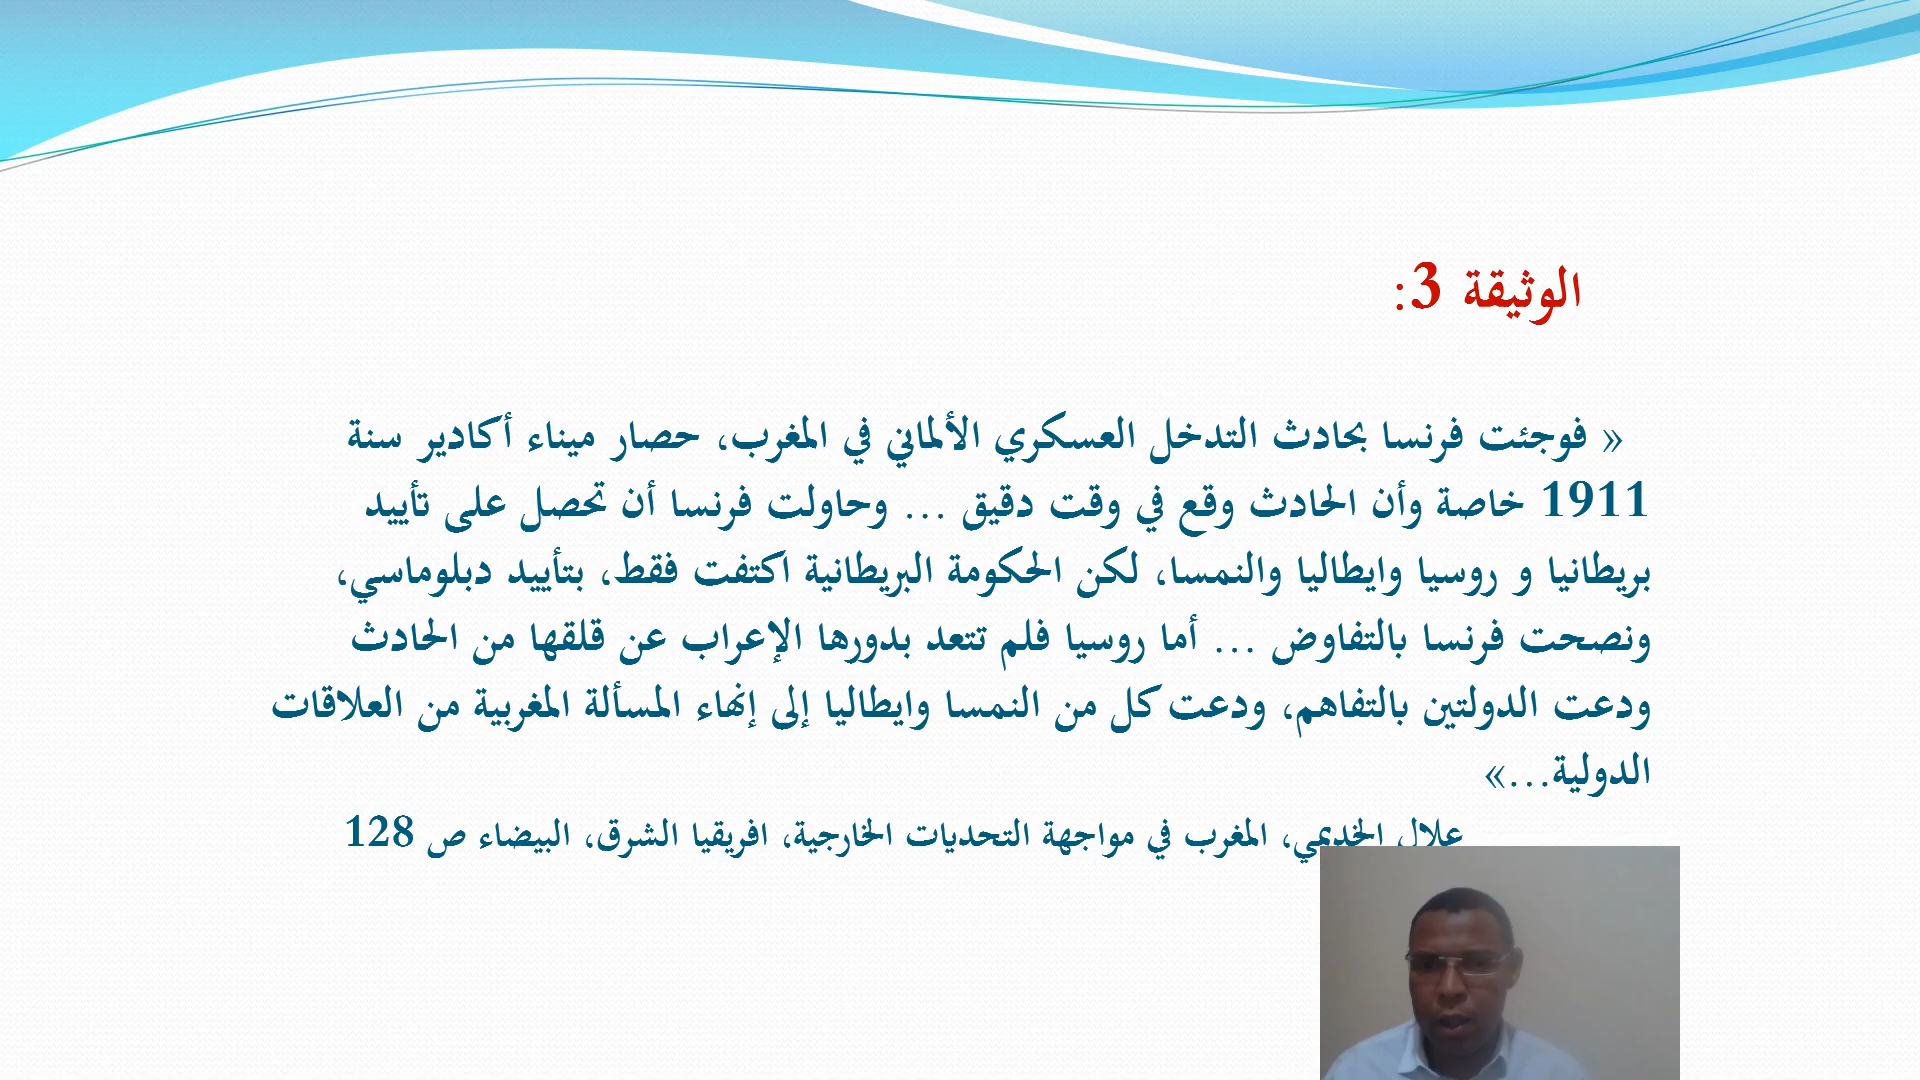 الوثيقة 3:
« فوجئت فرنسا بحادث التدخل العسكري الألماني في المغرب، حصار ميناء أكادير سنة
1911 خاصة وأن الحادث وقع في وقت دقيق ... وحاولت فرنسا أن تحصل على تأييد
بريطانيا و روسيا وايطاليا والنمسا، لكن الحكومة البريطانية اكتفت فقط، بتأييد دبلوماسي،
ونصحت فرنسا بالتفاوض ... أما روسيا فلم تتعد بدورها الإعراب عن قلقها من الحادث
ودعت الدولتين بالتفاهم، ودعت كل من النمسا وايطاليا إلى إنهاء المسألة المغربية من العلاقات
الدولية...»
علال الخديمي، المغرب في مواجهة التحديات الخارجية، افريقيا الشرق، البيضاء ص 128